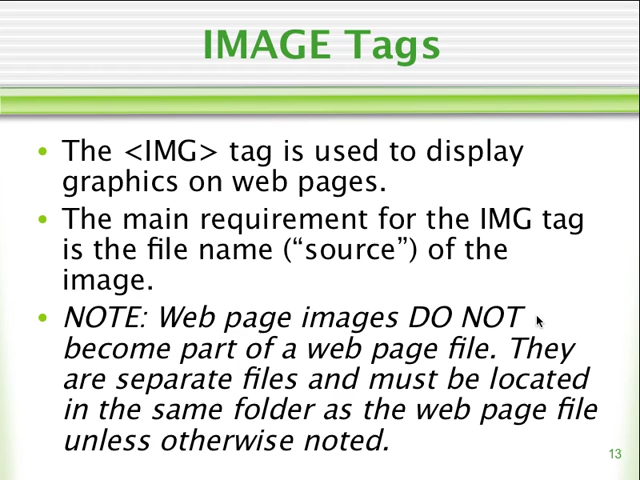 IMAGE Tags
• The <IMG> tag is used to display
graphics on web pages.
• The main requirement for the IMG tag
is the file name (“source”) of the
image.
• NOTE: Web page images DO NOT
become part of a web page file. They
are separate files and must be located
in the same folder as the web page file
unless otherwise noted.
13